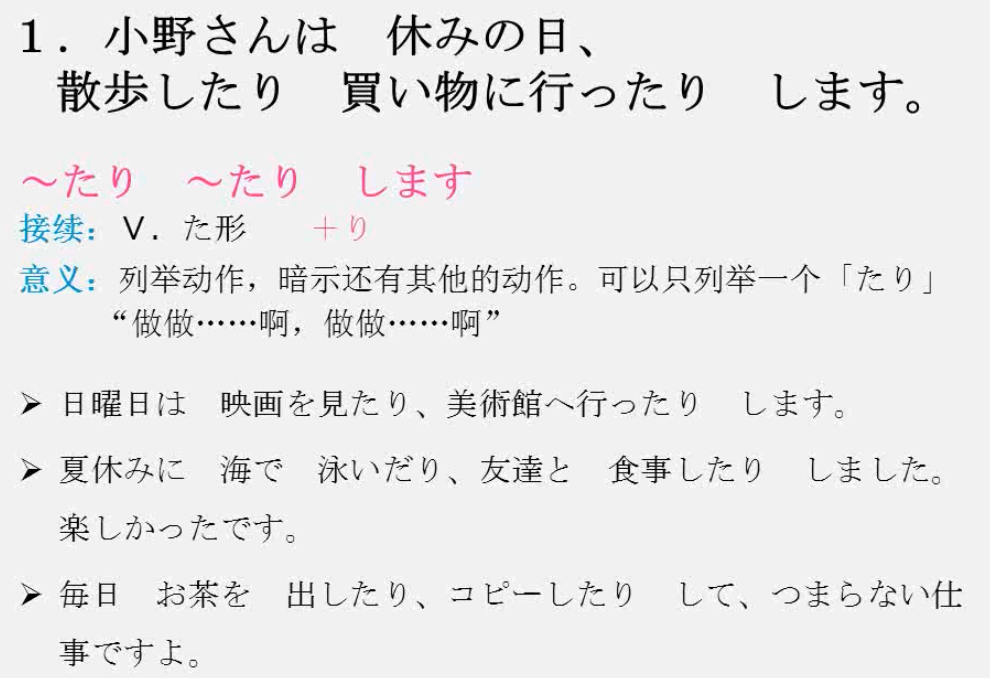 １．小野さんは　休みの日、
散歩したり　買い物に行ったり　します。
～たり　～たり　します
接续：Ｖ．た形　＋り
意义：列举动作，暗示还有其他的动作。可以只列举一个「たり」
“做做……啊，做做……啊”
➢ 日曜日は　映画を見たり、美術館へ行ったり　します。
➢ 夏休みに　海で　泳いだり、友達と　食事したり　しました。
楽しかったです。
➢ 毎日　お茶を　出したり、コピーしたり　して、つまらない仕
事ですよ。